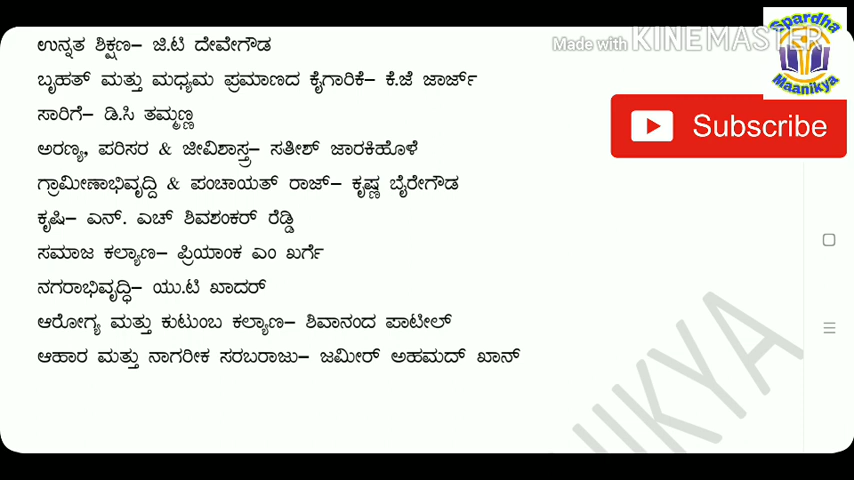 Spardha
Maanikya
Made with KINEMASTER
Subscribe
ಉನ್ನತ ಶಿಕ್ಷಣ– ಜಿ.ಟಿ ದೇವೇಗೌಡ
ಬೃಹತ್ ಮತ್ತು ಮಧ್ಯಮ ಪ್ರಮಾಣದ ಕೈಗಾರಿಕೆ– ಕೆ.ಜೆ ಜಾರ್ಜ್
ಸಾರಿಗೆ– ಡಿ.ಸಿ ತಮ್ಮಣ್ಣ
ಅರಣ್ಯ, ಪರಿಸರ & ಜೀವಿಶಾಸ್ತ್ರ– ಸತೀಶ್ ಜಾರಕಿಹೊಳೆ
ಗ್ರಾಮೀಣಾಭಿವೃದ್ದಿ & ಪಂಚಾಯತ್ ರಾಜ್– ಕೃಷ್ಣ ಬೈರೇಗೌಡ
ಕೃಷಿ– ಎನ್. ಎಚ್ ಶಿವಶಂಕರ್ ರೆಡ್ಡಿ
ಸಮಾಜ ಕಲ್ಯಾಣ– ಪ್ರಿಯಾಂಕ ಎಂ ಖರ್ಗೆ
ನಗರಾಭಿವೃದ್ಧಿ– ಯು.ಟಿ ಖಾದರ್
ಆರೋಗ್ಯ ಮತ್ತು ಕುಟುಂಬ ಕಲ್ಯಾಣ– ಶಿವಾನಂದ ಪಾಟೀಲ್
ಆಹಾರ ಮತ್ತು ನಾಗರೀಕ ಸರಬರಾಜು– ಜಮೀರ್ ಅಹಮದ್ ಖಾನ್
NIKYA